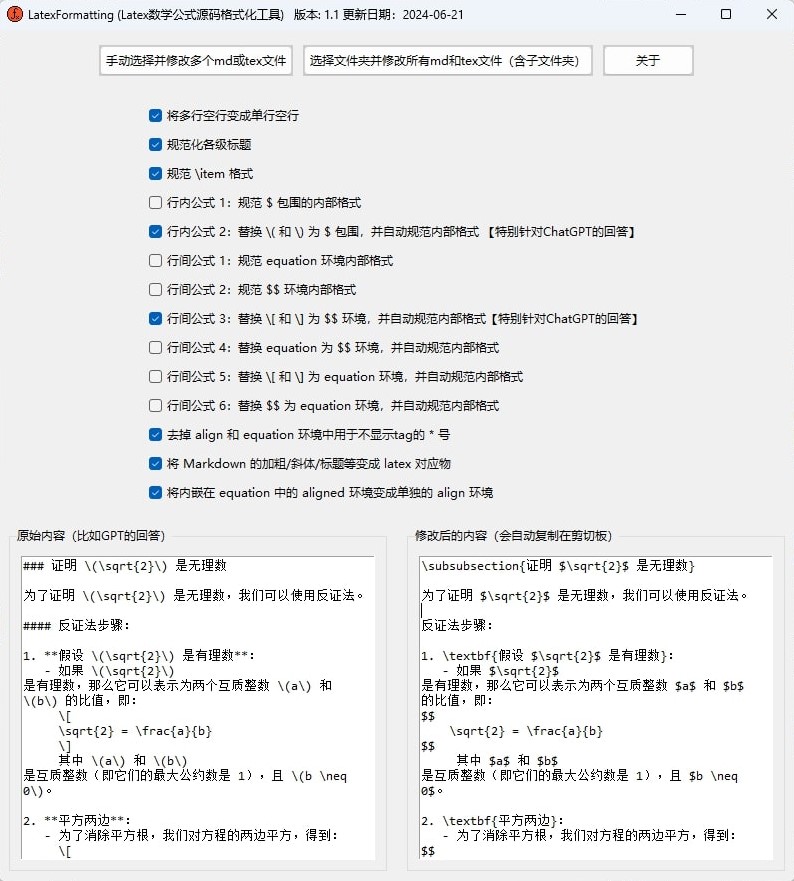 LatexFormatting (Latex数学公式源码格式化工具)   版本: 1.1 更新日期：2024-06-21
手动选择并修改多个md或tex文件
选择文件夹并修改所有md和tex文件（含子文件夹）
关于
将多行空行变成单行空行
规范化各级标题
规范 \item 格式
行内公式 1：规范 $ 包围的内部格式
行内公式 2：替换 \( 和 \) 为 $ 包围，并自动规范内部格式 【特别针对ChatGPT的回答】
行间公式 1：规范 equation 环境内部格式
行间公式 2：规范 $$ 环境内部格式
行间公式 3：替换 \[ 和 \] 为 $$ 环境，并自动规范内部格式【特别针对ChatGPT的回答】
行间公式 4：替换 equation 为 $$ 环境，并自动规范内部格式
行间公式 5：替换 \[ 和 \] 为 equation 环境，并自动规范内部格式
行间公式 6：替换 $$ 为 equation 环境，并自动规范内部格式
去掉 align 和 equation 环境中用于不显示tag的 * 号
将 Markdown 的加粗/斜体/标题等变成 latex 对应物
将内嵌在 equation 中的 aligned 环境变成单独的 align 环境
原始内容（比如GPT的回答）
### 证明 \(\sqrt{2}\) 是无理数
为了证明 \(\sqrt{2}\) 是无理数，我们可以使用反证法。
#### 反证法步骤：
1. **假设 \(\sqrt{2}\) 是有理数**：
- 如果 \(\sqrt{2}\)
是有理数，那么它可以表示为两个互质整数 \(a\) 和
\(b\) 的比值，即：
\[
\sqrt{2} = \frac{a}{b}
\]
其中 \(a\) 和 \(b\)
是互质整数（即它们的最大公约数是 1），且 \(b \neq
0\)。
2. **平方两边**：
- 为了消除平方根，我们对方程的两边平方，得到：
\[
修改后的内容（会自动复制在剪切板）
\subsubsection{证明 $\sqrt{2}$ 是无理数}
为了证明 $\sqrt{2}$ 是无理数，我们可以使用反证法。
反证法步骤：
1. \textbf{假设 $\sqrt{2}$ 是有理数}：
- 如果 $\sqrt{2}$
是有理数，那么它可以表示为两个互质整数 $a$ 和 $b$
的比值，即：
$$
\sqrt{2} = \frac{a}{b}
$$
其中 $a$ 和 $b$
是互质整数（即它们的最大公约数是 1），且 $b \neq
0$。
2. \textbf{平方两边}：
- 为了消除平方根，我们对方程的两边平方，得到：
$$